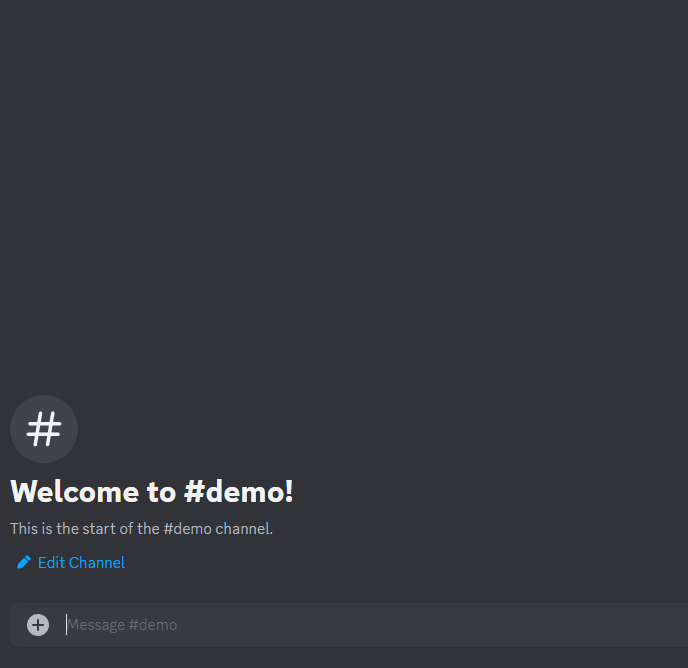 #
Welcome to #demo!
This is the start of the #demo channel.
Edit Channel
Message #demo